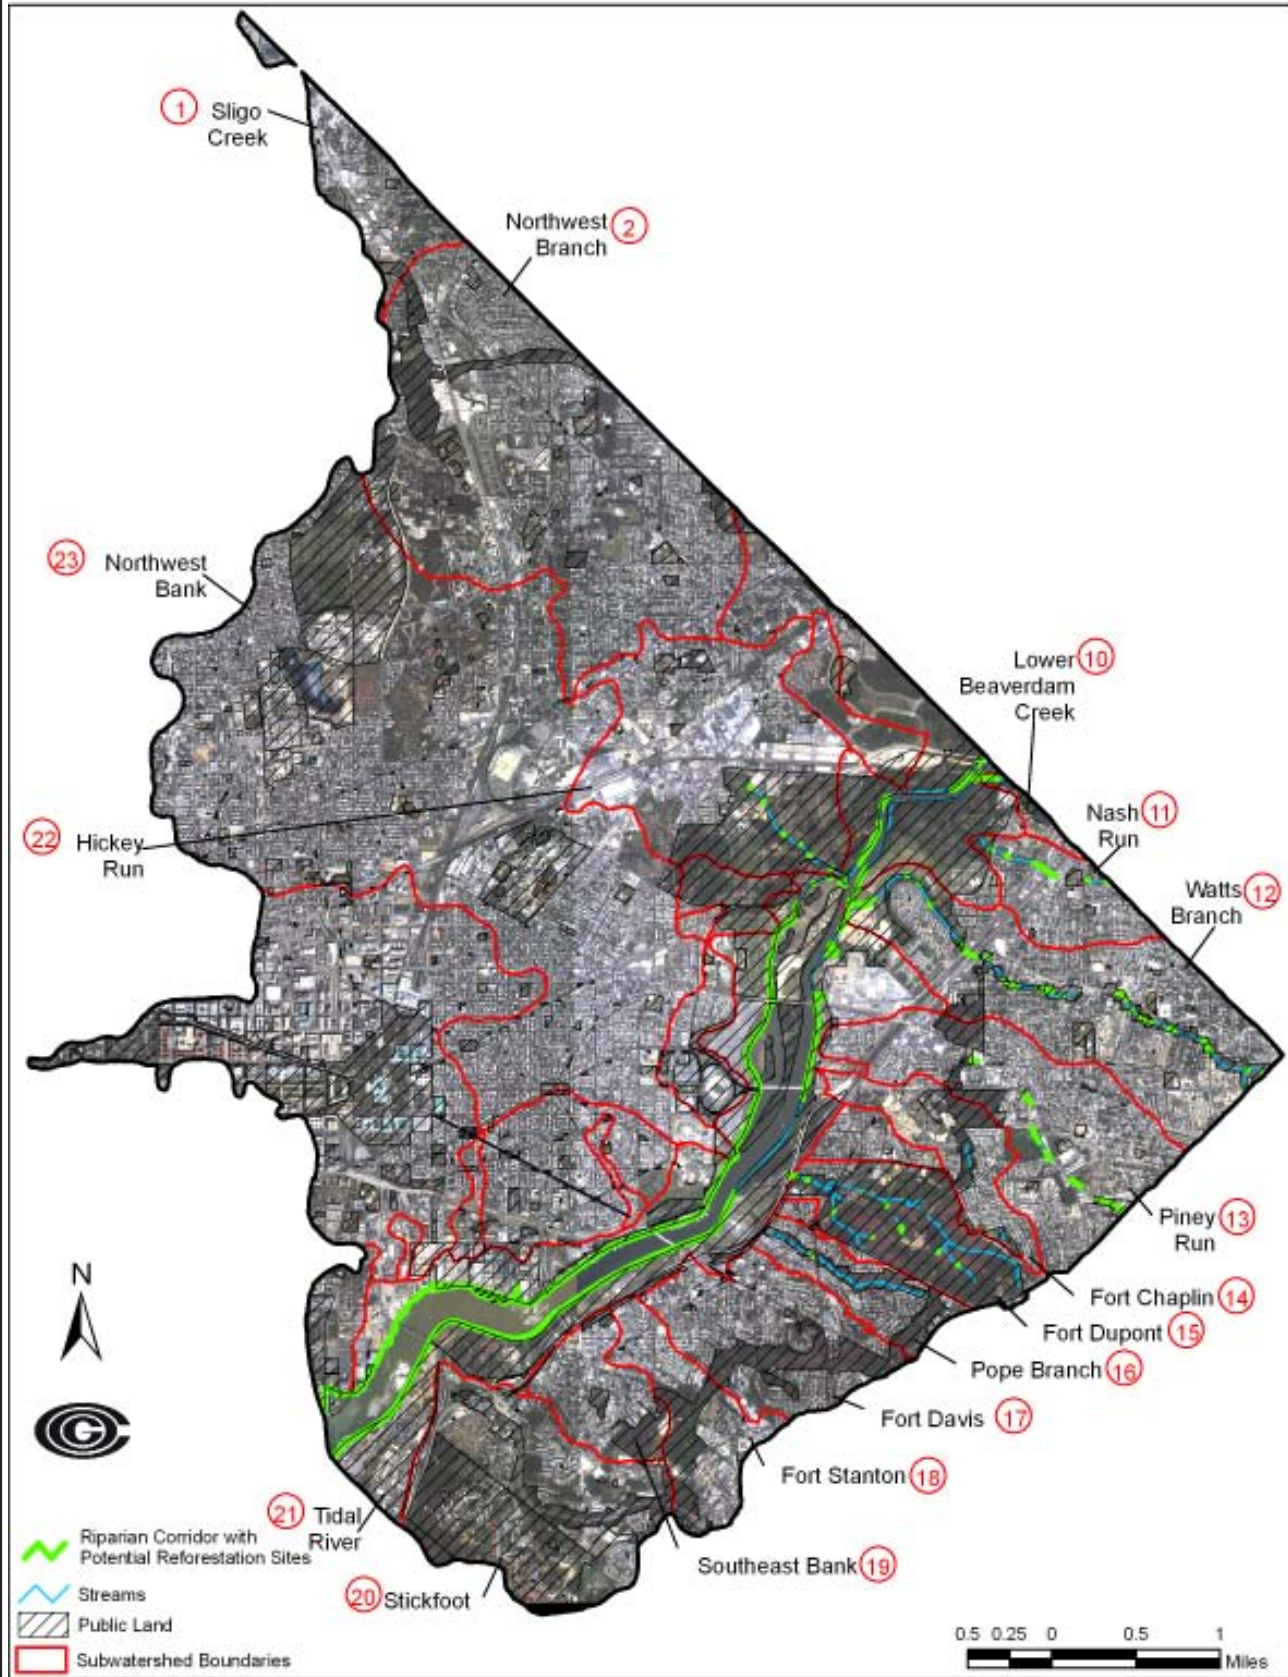 1 Sligo
Creek
Northwest 2
Branch
23 Northwest
Bank
Lower 10
Beaverdam
Creek
Nash 11
Run
22 Hickey
Run
Watts 12
Branch
Piney 13
Run
N
Fort Chaplin 14
Fort Dupont 15
Pope Branch 16
Fort Davis 17
Fort Stanton 18
21 Tidal
River
Southeast Bank 19
20 Stickfoot
Riparian Corridor with
Potential Reforestation Sites
Streams
Public Land
Subwatershed Boundaries
0.5 0.25 0 0.5 1
Miles